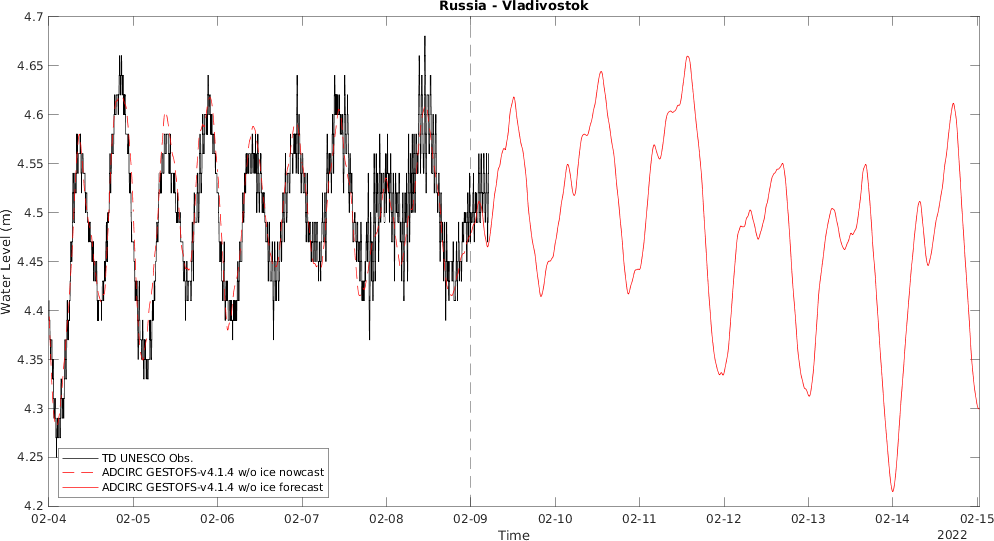 Russia - Vladivostok
Water Level (m)
4.7
4.65
4.6
4.55
4.5
4.45
4.4
4.35
4.3
4.25
4.2
TD UNESCO Obs.
ADCIRC GESTOFS-v4.1.4 w/o ice nowcast
ADCIRC GESTOFS-v4.1.4 w/o ice forecast
02-04 02-05 02-06 02-07 02-08 02-09 02-10 02-11 02-12 02-13 02-14 02-15
Time
2022